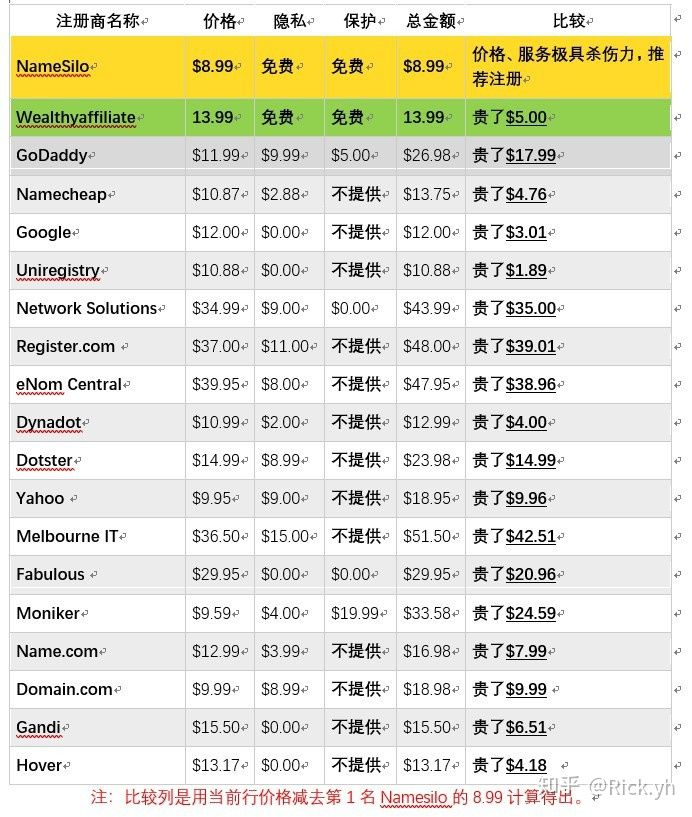 注册商名称 价格 隐私 保护 总金额 比较
NameSilo $8.99 免费 免费 $8.99 价格、服务极具杀伤力，推
荐注册
Wealthyaffiliate 13.99 免费 免费 13.99 贵了$5.00
GoDaddy $11.99 $9.99 $5.00 $26.98 贵了$17.99
Namecheap $10.87 $2.88 不提供 $13.75 贵了$4.76
Google $12.00 $0.00 不提供 $12.00 贵了$3.01
Uniregistry $10.88 $0.00 不提供 $10.88 贵了$1.89
Network Solutions $34.99 $9.00 $0.00 $43.99 贵了$35.00
Register.com $37.00 $11.00 不提供 $48.00 贵了$39.01
eNom Central $39.95 $8.00 不提供 $47.95 贵了$38.96
Dynadot $10.99 $2.00 不提供 $12.99 贵了$4.00
Dotster $14.99 $8.99 不提供 $23.98 贵了$14.99
Yahoo $9.95 $9.00 不提供 $18.95 贵了$9.96
Melbourne IT $36.50 $15.00 不提供 $51.50 贵了$42.51
Fabulous $29.95 $0.00 $0.00 $29.95 贵了$20.96
Moniker $9.59 $4.00 $19.99 $33.58 贵了$24.59
Name.com $12.99 $3.99 不提供 $16.98 贵了$7.99
Domain.com $9.99 $8.99 不提供 $18.98 贵了$9.99
Gandi $15.50 $0.00 不提供 $15.50 贵了$6.51
Hover $13.17 $0.00 不提供 $13.17 贵了$4.18
知乎 @Rick.yh
注：比较列是用当前行价格减去第 1 名 Namesilo 的 8.99 计算得出。